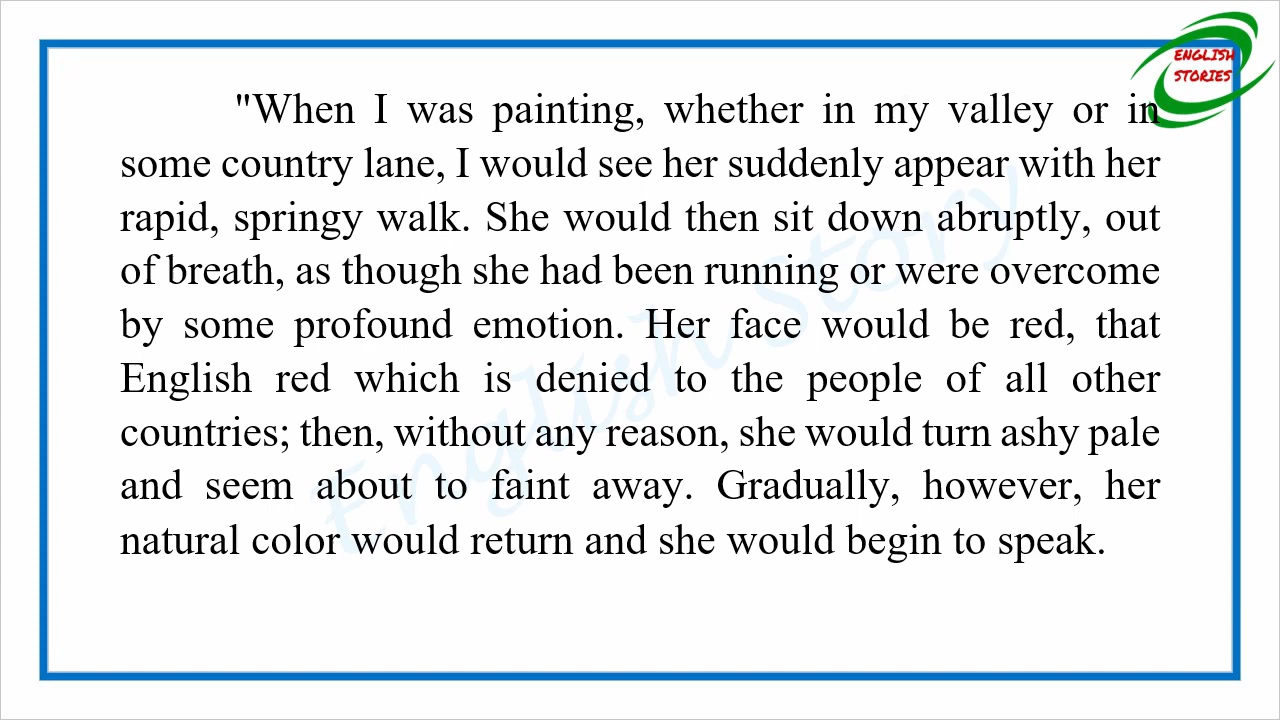 ENGLISH
STORIES
"When I was painting, whether in my valley or in
some country lane, I would see her suddenly appear with her
rapid, springy walk. She would then sit down abruptly, out
of breath, as though she had been running or were overcome
by some profound emotion. Her face would be red, that
English red which is denied to the people of all other
countries; then, without any reason, she would turn ashy pale
and seem about to faint away. Gradually, however, her
natural color would return and she would begin to speak.
English Story